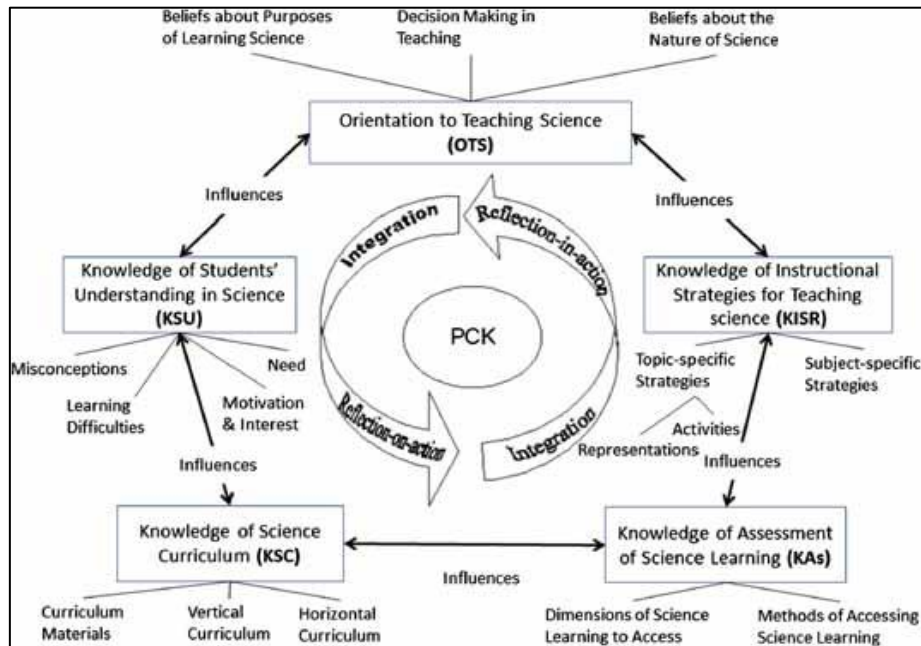 Beliefs about Purposes
of Learning Science
Decision Making in
Teaching
Beliefs about the
Nature of Science
Orientation to Teaching Science
(OTS)
Influences
Influences
Integration
Reflection-in-action
Knowledge of Students'
Understanding in Science
(KSU)
PCK
Knowledge of Instructional
Strategies for Teaching
science (KISR)
Misconceptions
Need
Learning
Difficulties
Motivation
& Interest
Topic-specific
Strategies
Subject-specific
Strategies
Activities
Representations
Reflection-on-action
Integration
Influences
Influences
Knowledge of Science
Curriculum (KSC)
Influences
Knowledge of Assessment
of Science Learning (KAs)
Curriculum
Materials
Vertical
Curriculum
Horizontal
Curriculum
Dimensions of Science
Learning to Access
Methods of Accessing
Science Learning